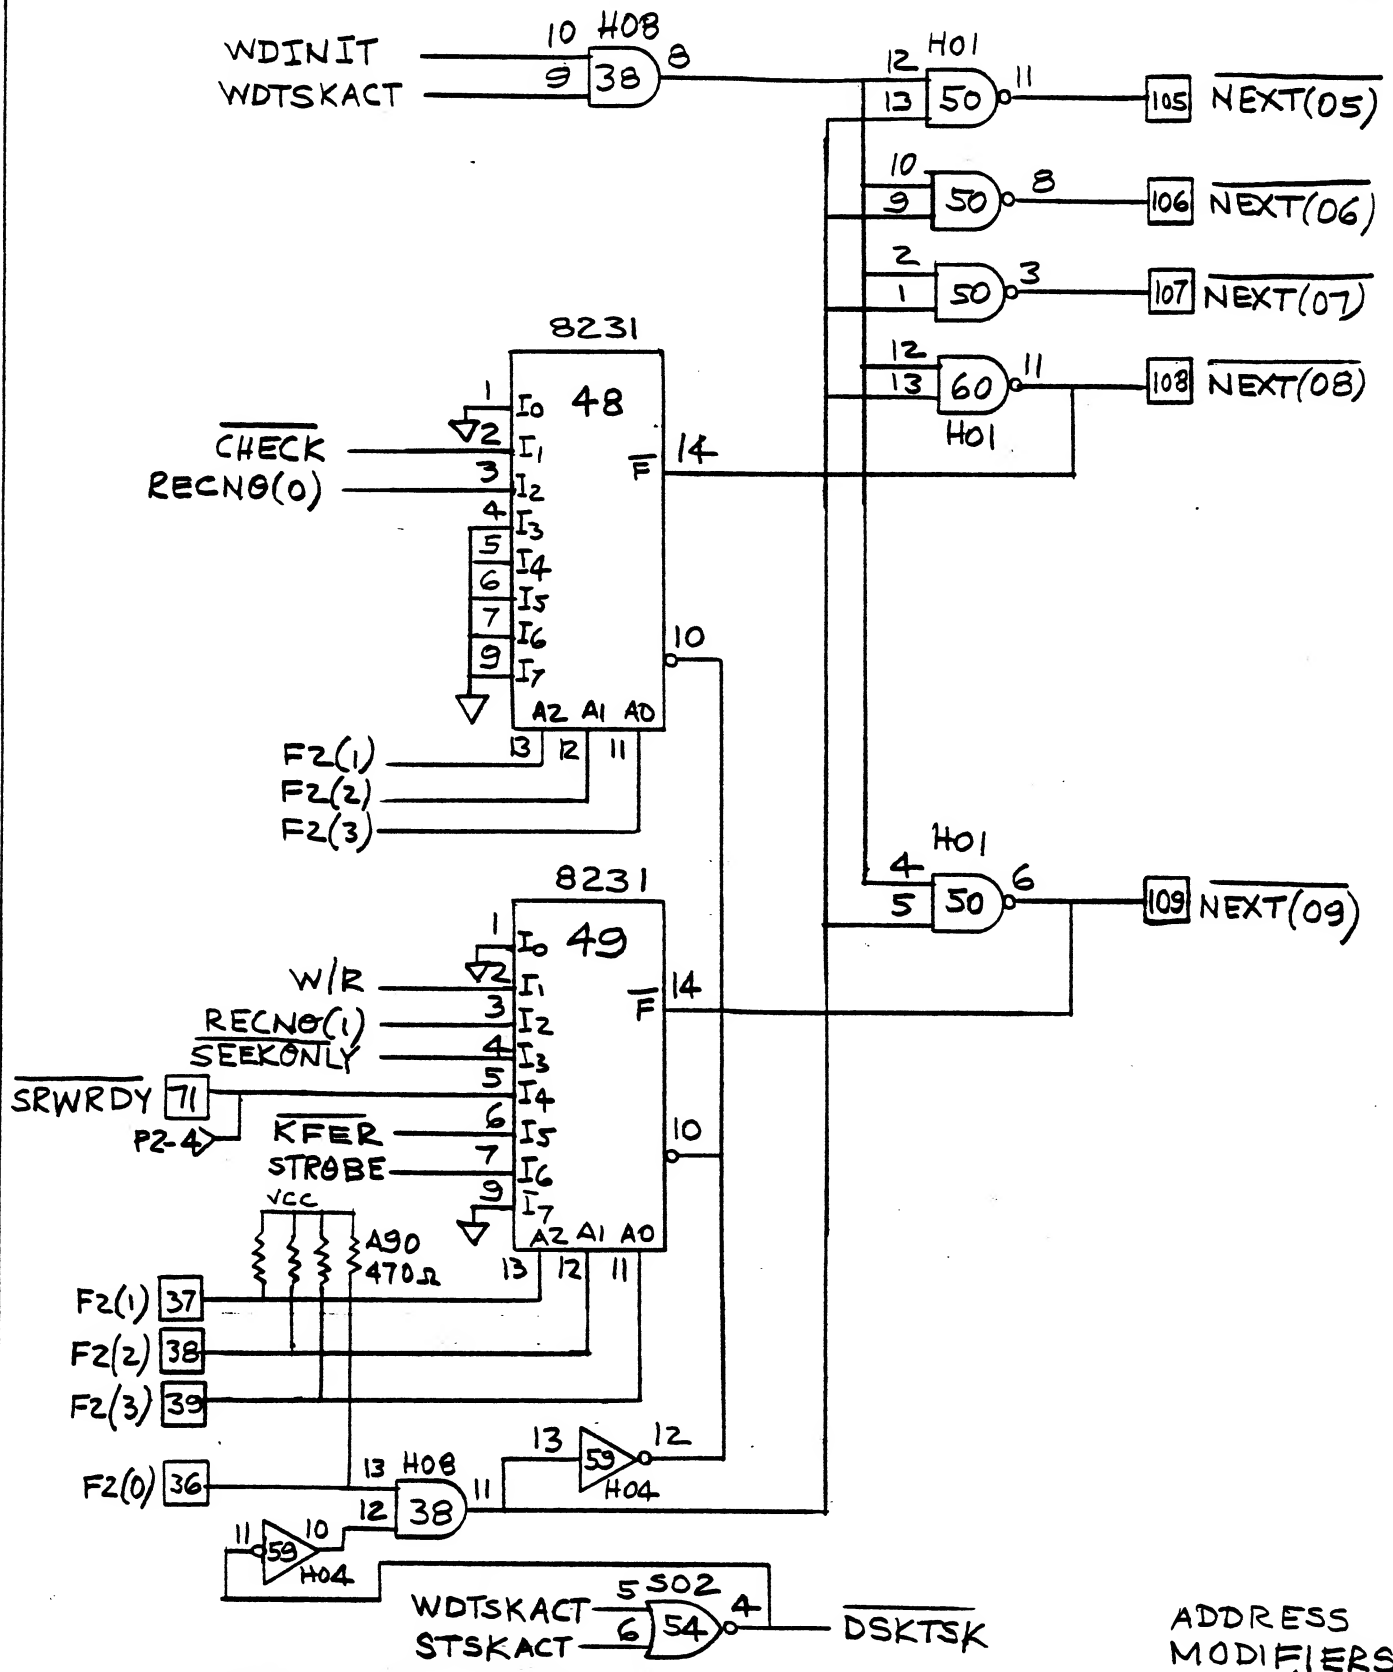 WDINIT 10 H08 8
WDTSKACT 9 38
12 H01 11 105 NEXT(05)
13 50
10 8 106 NEXT(06)
9 50
2 3 107 NEXT(07)
1 50
12 11 108 NEXT(08)
13 60
H01
8231
48
1 I0
CHECK 2 I1
RECNO(0) 3 I2
F 14
4 I3
5 I4
6 I5
7 I6
9 I7
10
A2 A1 A0
13 12 11
F2(1)
F2(2)
F2(3)
H01
4 6 109 NEXT(09)
5 50
8231
49
1 I0
W/R 2 I1
RECNO(1) 3 I2
F 14
SEEKONLY 4 I3
SRWRDY 71 5 I4
P2-4
KFER 6 I5
STROBE 7 I6
9 I7
10
A2 A1 A0
13 12 11
VCC
A90
470Ω
F2(1) 37
F2(2) 38
F2(3) 39
F2(0) 36
13 H08 11
12 38
13 59 12
H04
11 59 10
H04
WDTSKACT 5 S02 4 DSKTSK
STSKACT 6 54
ADDRESS
MODIFIERS